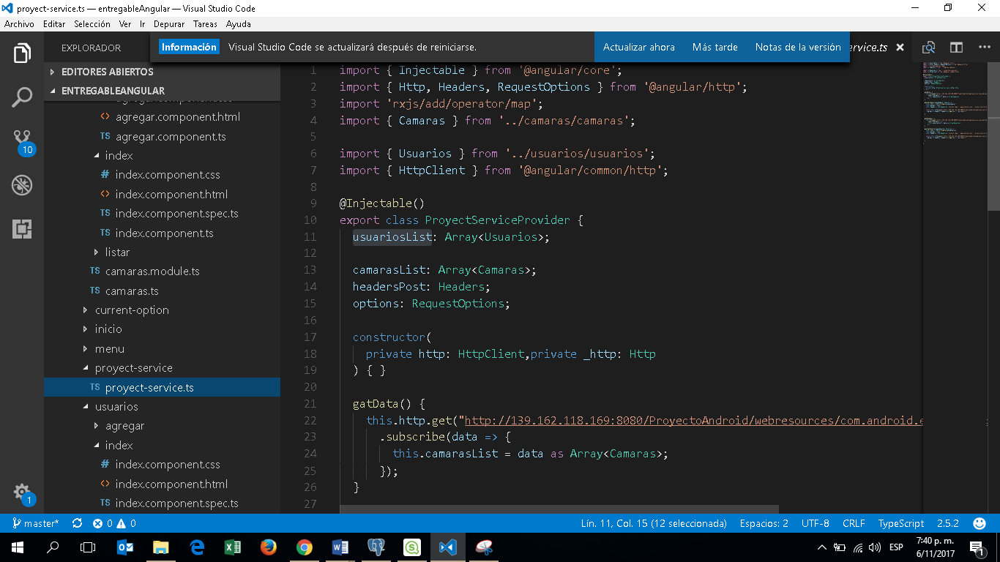 proyect-service.ts — entregableAngular — Visual Studio Code
Archivo Editar Selección Ver Ir Depurar Tareas Ayuda
EXPLORADOR
Información Visual Studio Code se actualizará después de reiniciarse. Actualizar ahora Más tarde Notas de la versión
ervice.ts
EDITORES ABIERTOS
ENTREGABLEANGULAR
agregar.component.html
TS agregar.component.ts
index
# index.component.css
<> index.component.html
TS index.component.spec.ts
TS index.component.ts
listar
TS camaras.module.ts
TS camaras.ts
current-option
inicio
menu
proyect-service
TS proyect-service.ts
usuarios
agregar
index
# index.component.css
<> index.component.html
TS index.component.spec.ts
10
1
1 import { Injectable } from '@angular/core';
2 import { Http, Headers, RequestOptions } from '@angular/http';
3 import 'rxjs/add/operator/map';
4 import { Camaras } from '../camaras/camaras';
5
6 import { Usuarios } from '../usuarios/usuarios';
7 import { HttpClient } from '@angular/common/http';
8
9 @Injectable()
10 export class ProyectServiceProvider {
11 usuariosList: Array<Usuarios>;
12
13 camarasList: Array<Camaras>;
14 headersPost: Headers;
15 options: RequestOptions;
16
17 constructor(
18 private http: HttpClient,private _http: Http
19 ) { }
20
21 gatData() {
22 this.http.get("http://139.162.118.169:8080/ProyectoAndroid/webresources/com.android.e
23 .subscribe(data => {
24 this.camarasList = data as Array<Camaras>;
25 });
26 }
27
master* 0 0 Lín. 11, Col. 15 (12 seleccionada) Espacios: 2 UTF-8 CRLF TypeScript 2.5.2
ESP
7:40 p. m.
6/11/2017
1